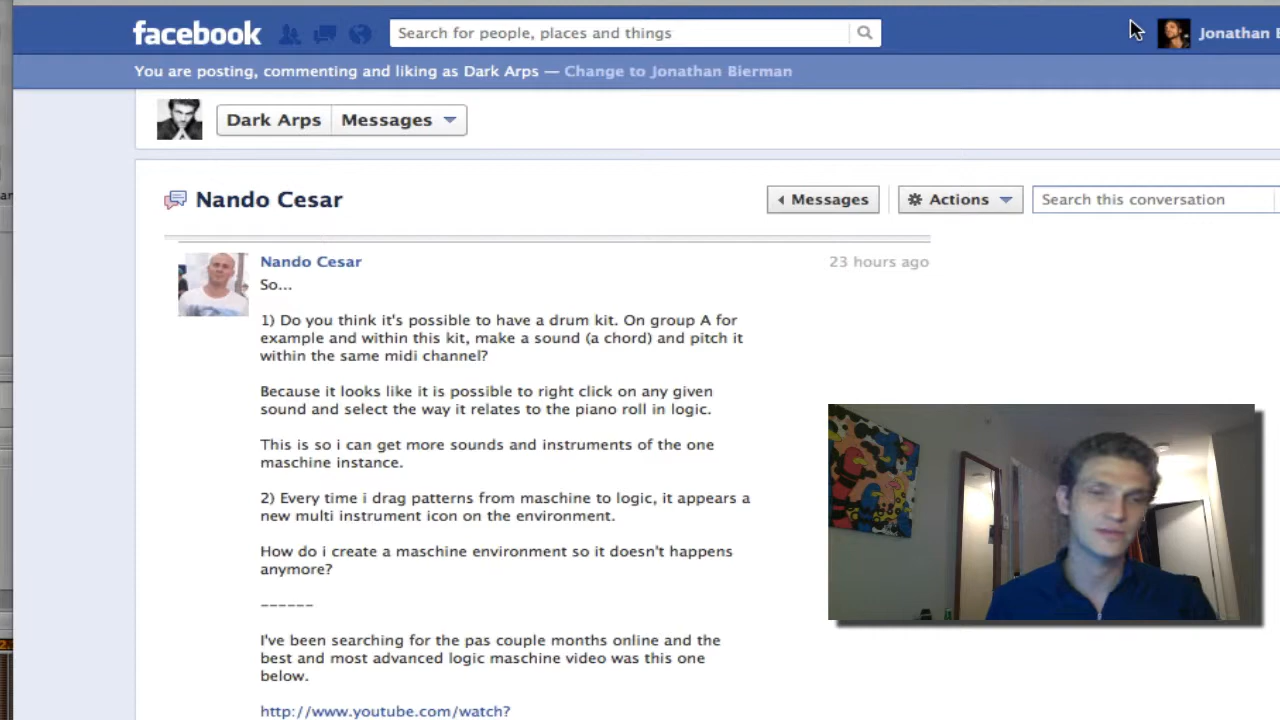 facebook
Search for people, places and things
Jonathan
You are posting, commenting and liking as Dark Arps — Change to Jonathan Bierman
Dark Arps
Messages
Nando Cesar
Messages
Actions
Search this conversation
Nando Cesar
23 hours ago
So...
1) Do you think it's possible to have a drum kit. On group A for
example and within this kit, make a sound (a chord) and pitch it
within the same midi channel?
Because it looks like it is possible to right click on any given
sound and select the way it relates to the piano roll in logic.
This is so i can get more sounds and instruments of the one
maschine instance.
2) Every time i drag patterns from maschine to logic, it appears a
new multi instrument icon on the environment.
How do i create a maschine environment so it doesn't happens
anymore?
------
I've been searching for the pas couple months online and the
best and most advanced logic maschine video was this one
below.
http://www.youtube.com/watch?